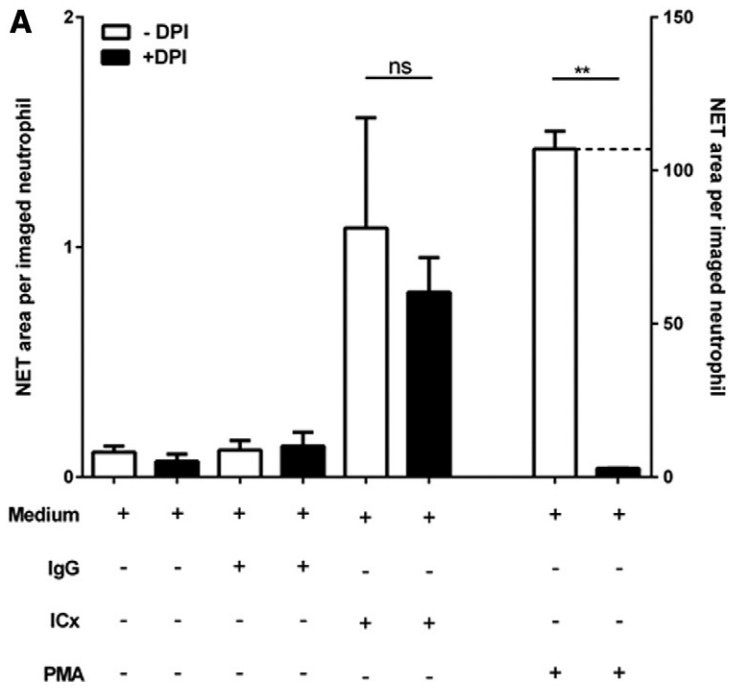 A
2
150
- DPI
+DPI
ns
**
NET area per imaged neutrophil
NET area per imaged neutrophil
100
1
50
0
0
Medium + + + + + + + +
IgG - - + + - - - -
ICx - - - - + + - -
PMA - - - - - - + +